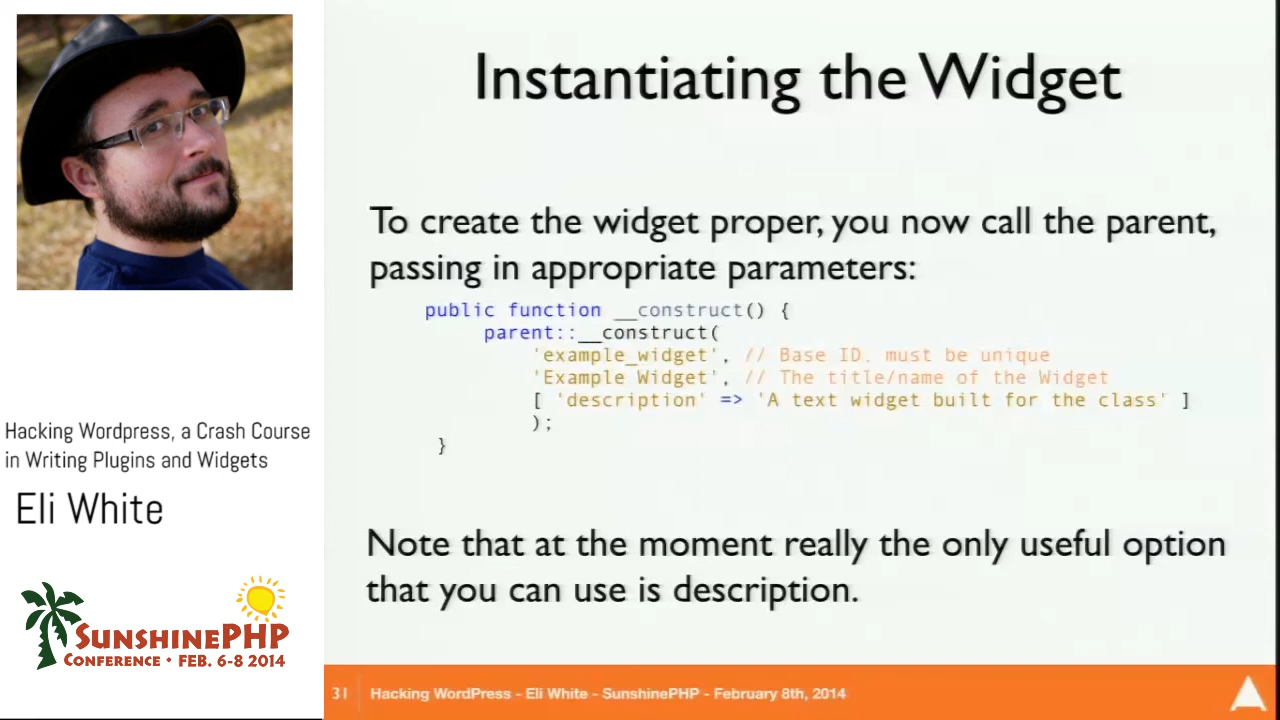 Instantiating the Widget
To create the widget proper, you now call the parent,
passing in appropriate parameters:
public function __construct() {
parent::__construct(
'example_widget', // Base ID. must be unique
'Example Widget', // The title/name of the Widget
[ 'description' => 'A text widget built for the class' ]
);
}
Note that at the moment really the only useful option
that you can use is description.
Hacking Wordpress, a Crash Course
in Writing Plugins and Widgets
Eli White
SUNSHINEPHP
CONFERENCE • FEB. 6-8 2014
31 Hacking WordPress - Eli White - SunshinePHP - February 8th, 2014